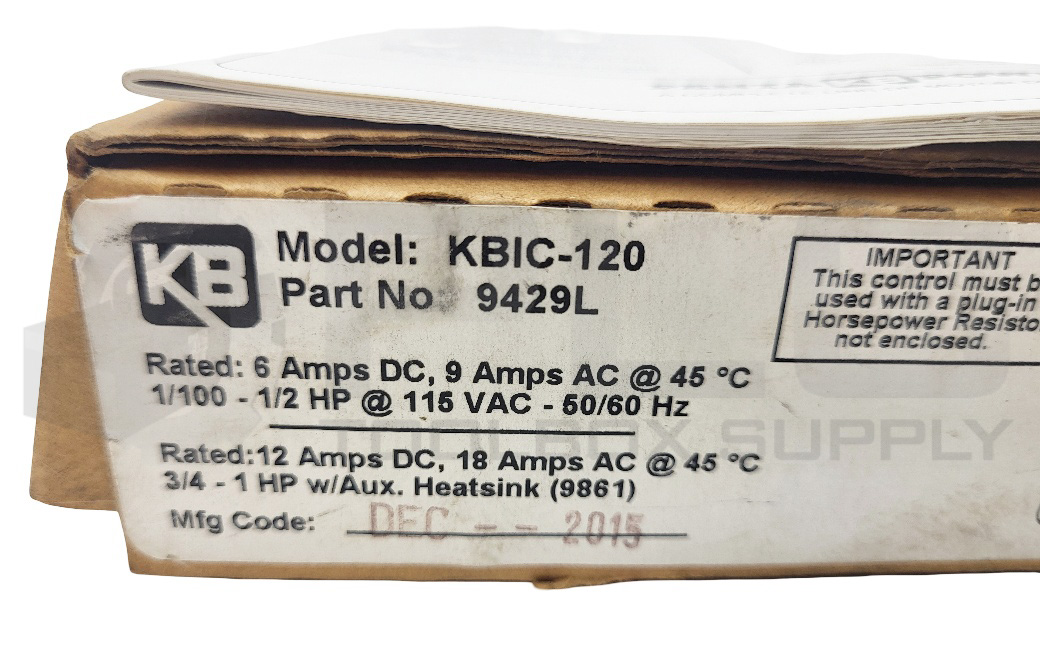 KB
Model: KBIC-120
Part No 9429L
IMPORTANT
This control must b
used with a plug-in
Horsepower Resisto
not enclosed.
Rated: 6 Amps DC, 9 Amps AC @ 45 °C
1/100 - 1/2 HP @ 115 VAC - 50/60 Hz
Rated:12 Amps DC, 18 Amps AC @ 45 °C
3/4 - 1 HP w/Aux. Heatsink (9861)
Mfg Code: DEC - - 2015
TOOLBOX SUPPLY